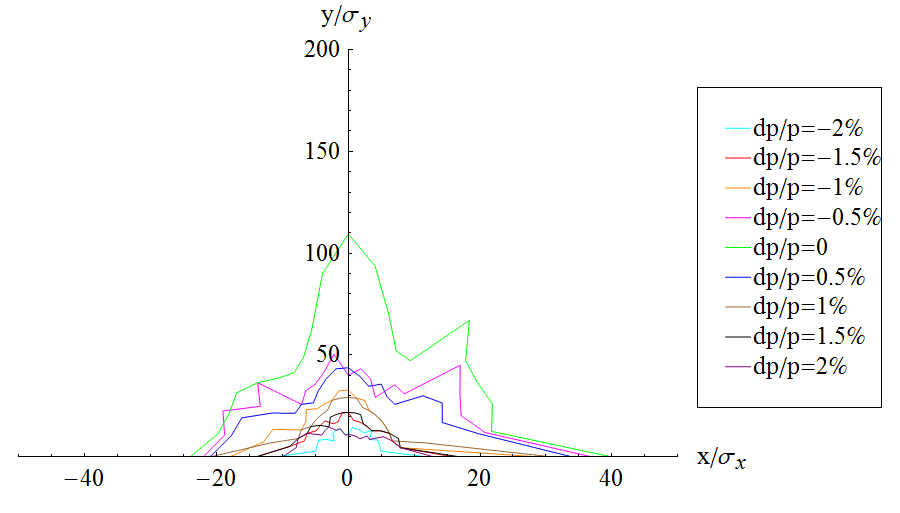 y/σy
200
150
100
50
−40
−20
0
20
40
x/σx
dp/p=−2%
dp/p=−1.5%
dp/p=−1%
dp/p=−0.5%
dp/p=0
dp/p=0.5%
dp/p=1%
dp/p=1.5%
dp/p=2%